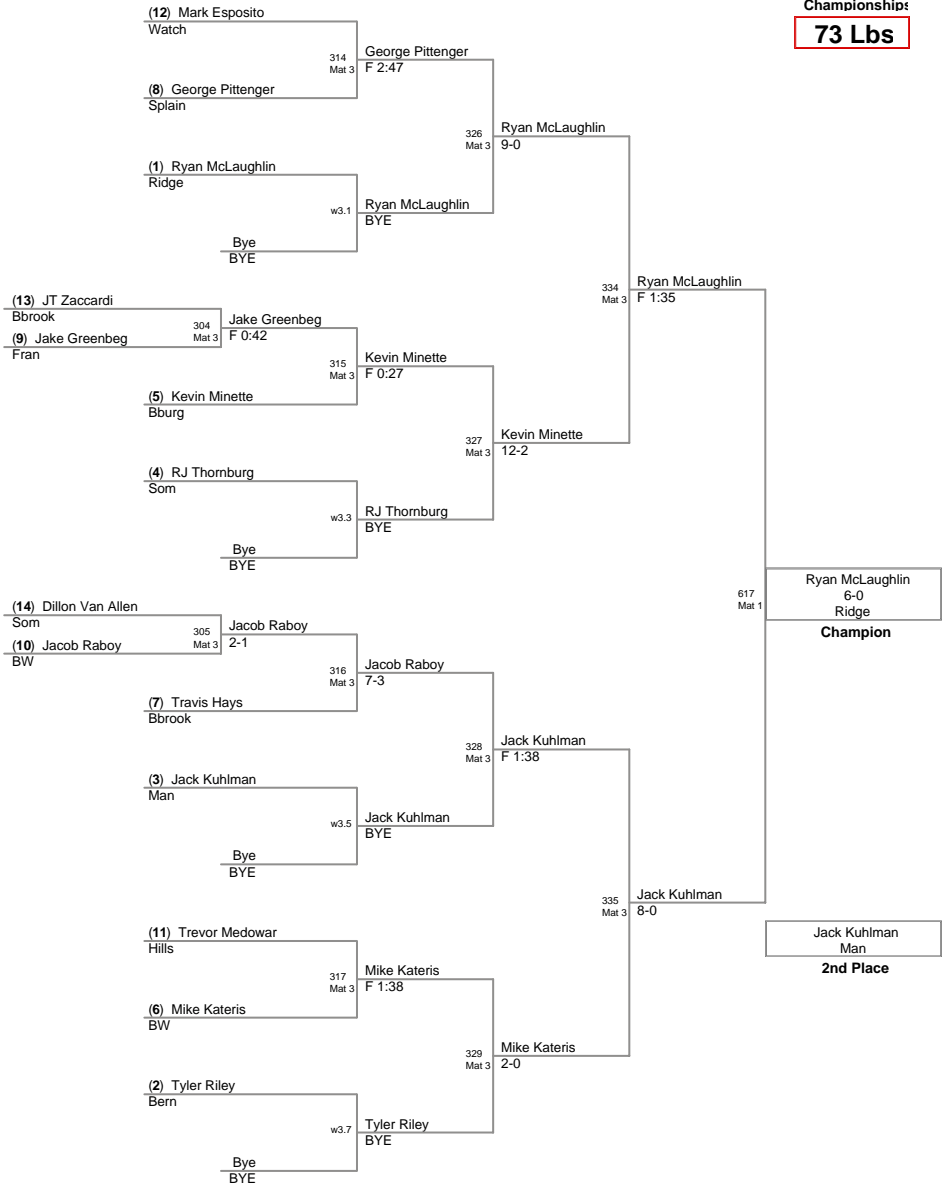 Championships
73 Lbs
(12) Mark Esposito
Watch
314
Mat 3
George Pittenger
F 2:47
(8) George Pittenger
Splain
326
Mat 3
Ryan McLaughlin
9-0
(1) Ryan McLaughlin
Ridge
w3.1
Ryan McLaughlin
BYE
Bye
BYE
334
Mat 3
Ryan McLaughlin
F 1:35
(13) JT Zaccardi
Bbrook
304
Mat 3
Jake Greenbeg
F 0:42
(9) Jake Greenbeg
Fran
315
Mat 3
Kevin Minette
F 0:27
(5) Kevin Minette
Bburg
327
Mat 3
Kevin Minette
12-2
(4) RJ Thornburg
Som
w3.3
RJ Thornburg
BYE
Bye
BYE
617
Mat 1
Ryan McLaughlin
6-0
Ridge
Champion
(14) Dillon Van Allen
Som
305
Mat 3
Jacob Raboy
2-1
(10) Jacob Raboy
BW
316
Mat 3
Jacob Raboy
7-3
(7) Travis Hays
Bbrook
328
Mat 3
Jack Kuhlman
F 1:38
(3) Jack Kuhlman
Man
w3.5
Jack Kuhlman
BYE
Bye
BYE
335
Mat 3
Jack Kuhlman
8-0
Jack Kuhlman
Man
2nd Place
(11) Trevor Medowar
Hills
317
Mat 3
Mike Kateris
F 1:38
(6) Mike Kateris
BW
329
Mat 3
Mike Kateris
2-0
(2) Tyler Riley
Bern
w3.7
Tyler Riley
BYE
Bye
BYE